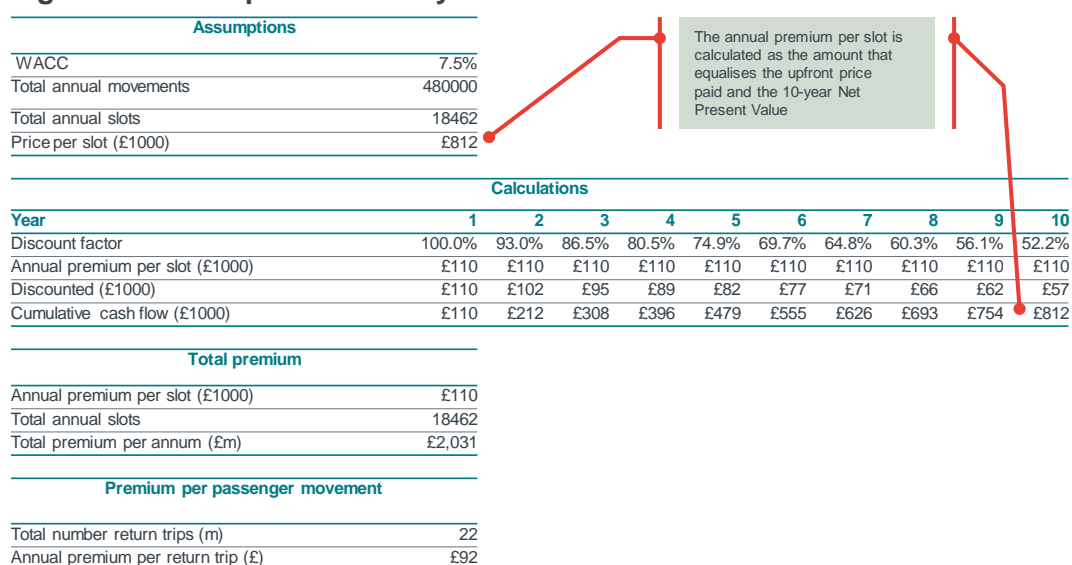 Assumptions
WACC 7.5%
Total annual movements 480000
Total annual slots 18462
Price per slot (£1000) £812
The annual premium per slot is
calculated as the amount that
equalises the upfront price
paid and the 10-year Net
Present Value
Calculations
Year 1 2 3 4 5 6 7 8 9 10
Discount factor 100.0% 93.0% 86.5% 80.5% 74.9% 69.7% 64.8% 60.3% 56.1% 52.2%
Annual premium per slot (£1000) £110 £110 £110 £110 £110 £110 £110 £110 £110 £110
Discounted (£1000) £110 £102 £95 £89 £82 £77 £71 £66 £62 £57
Cumulative cash flow (£1000) £110 £212 £308 £396 £479 £555 £626 £693 £754 £812
Total premium
Annual premium per slot (£1000) £110
Total annual slots 18462
Total premium per annum (£m) £2,031
Premium per passenger movement
Total number return trips (m) 22
Annual premium per return trip (£) £92